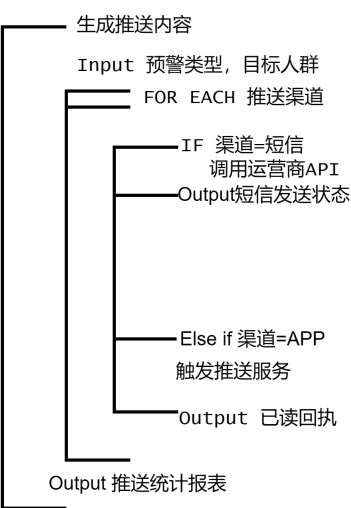 生成推送内容
Input 预警类型，目标人群
FOR EACH 推送渠道
IF 渠道=短信
调用运营商API
Output短信发送状态
Else if 渠道=APP
触发推送服务
Output 已读回执
Output 推送统计报表